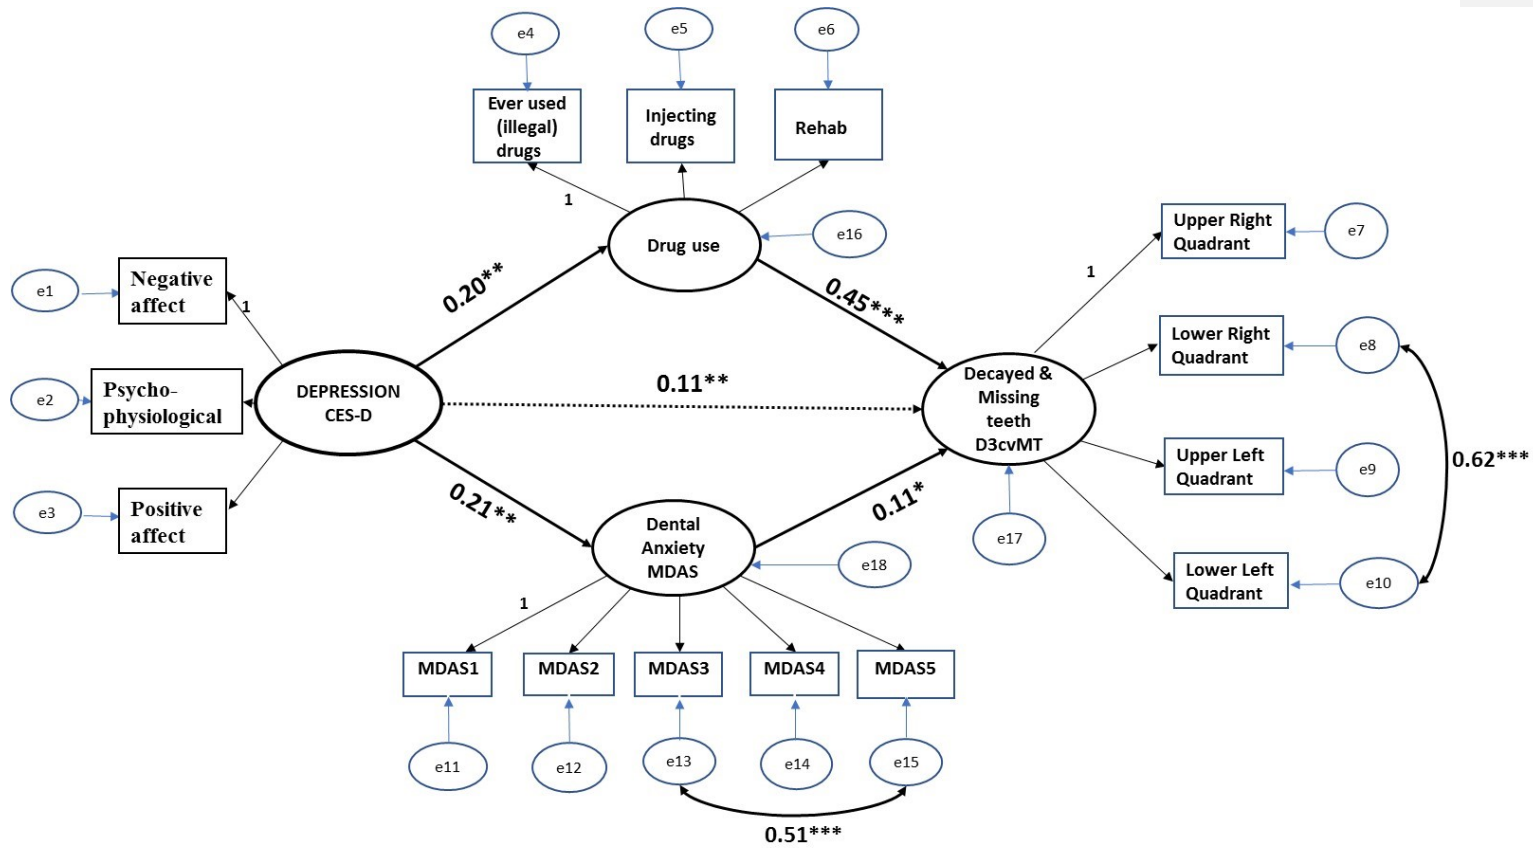 e4
e5
e6
Ever used
(illegal)
drugs
Injecting
drugs
Rehab
1
Drug use
e16
Upper Right
Quadrant
e7
1
e1
Negative
affect
1
0.20**
0.45***
Lower Right
Quadrant
e8
e2
Psycho-
physiological
DEPRESSION
CES-D
0.11**
Decayed &
Missing
teeth
D3cvMT
Upper Left
Quadrant
e9
0.62***
e3
Positive
affect
0.21**
0.11*
Dental
Anxiety
MDAS
e18
e17
Lower Left
Quadrant
e10
1
MDAS1
MDAS2
MDAS3
MDAS4
MDAS5
e11
e12
e13
e14
e15
0.51***